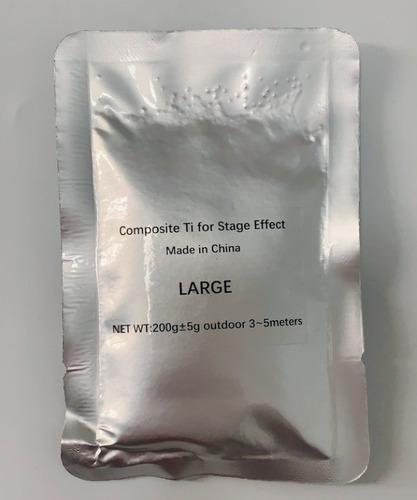 Composite Ti for Stage Effect
Made in China
LARGE
NET WT:200g±5g outdoor 3~5meters